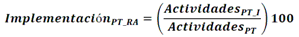 Implementación_PT_RA = (Actividades_PT_I / Actividades_PT) 100